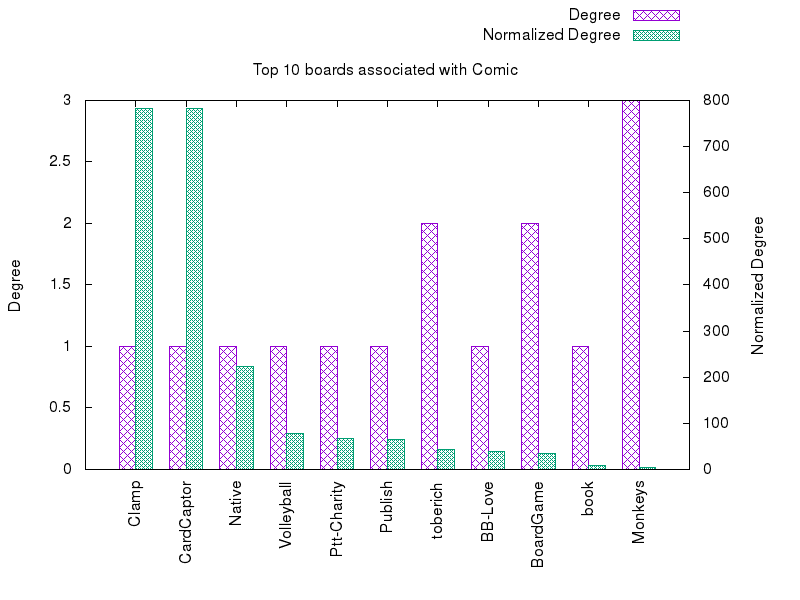 Degree
Normalized Degree
Top 10 boards associated with Comic
3
2.5
2
1.5
1
0.5
0
800
700
600
500
400
300
200
100
0
Degree
Normalized Degree
Clamp
CardCaptor
Native
Volleyball
Ptt-Charity
Publish
toberich
BB-Love
BoardGame
book
Monkeys